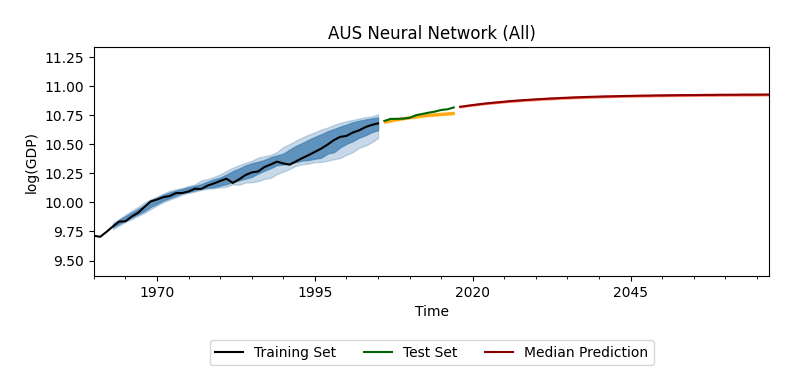 AUS Neural Network (All)
11.25
11.00
10.75
10.50
10.25
10.00
9.75
9.50
log(GDP)
1970 1995 2020 2045
Time
Training Set Test Set Median Prediction